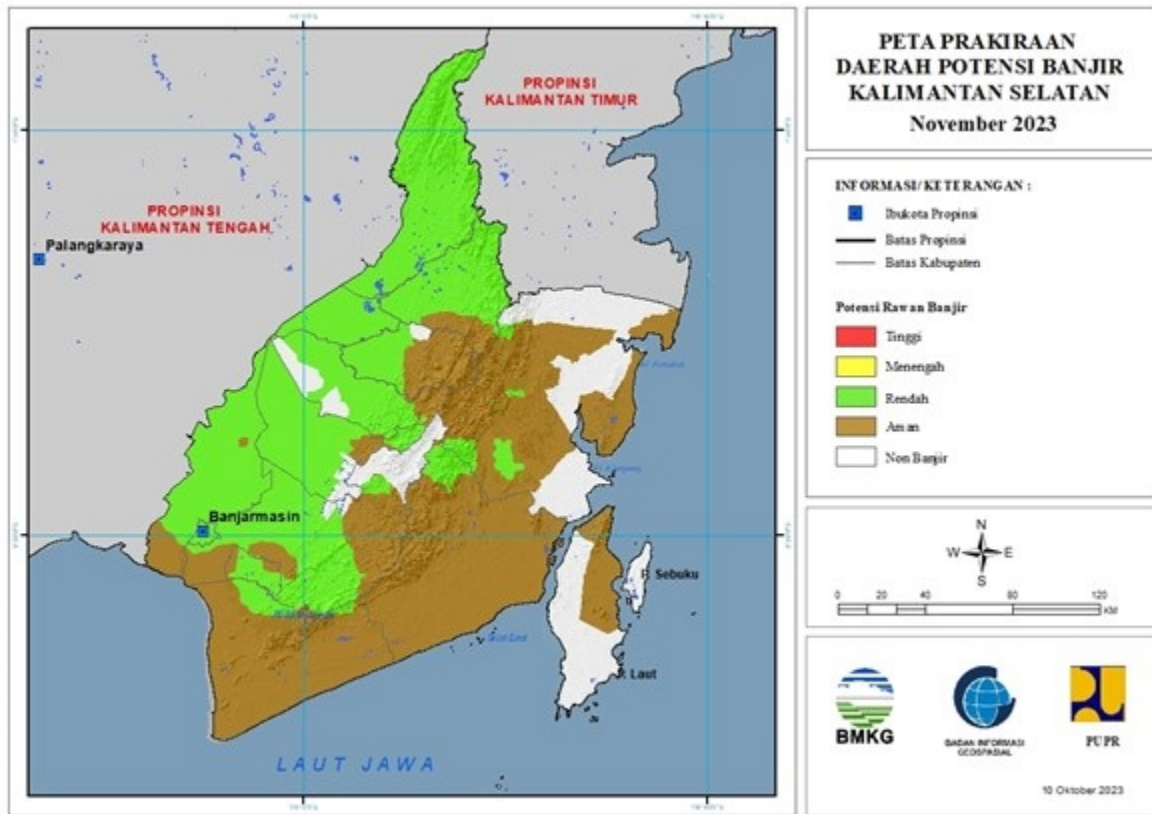 PROPINSI
KALIMANTAN TIMUR
PROPINSI
KALIMANTAN TENGAH
Palangkaraya
Banjarmasin
P. Sebuku
P. Laut
LAUT JAWA
PETA PRAKIRAAN
DAERAH POTENSI BANJIR
KALIMANTAN SELATAN
November 2023
INFORMASI/KETERANGAN :
Ibukota Propinsi
Batas Propinsi
Batas Kabupaten
Potensi Rawan Banjir
Tinggi
Menengah
Rendah
Aman
Non Banjir
N
W E
S
0 20 40 80 120
KM
BMKG
BADAN INFORMASI
GEOSPASIAL
PUPR
10 Oktober 2023